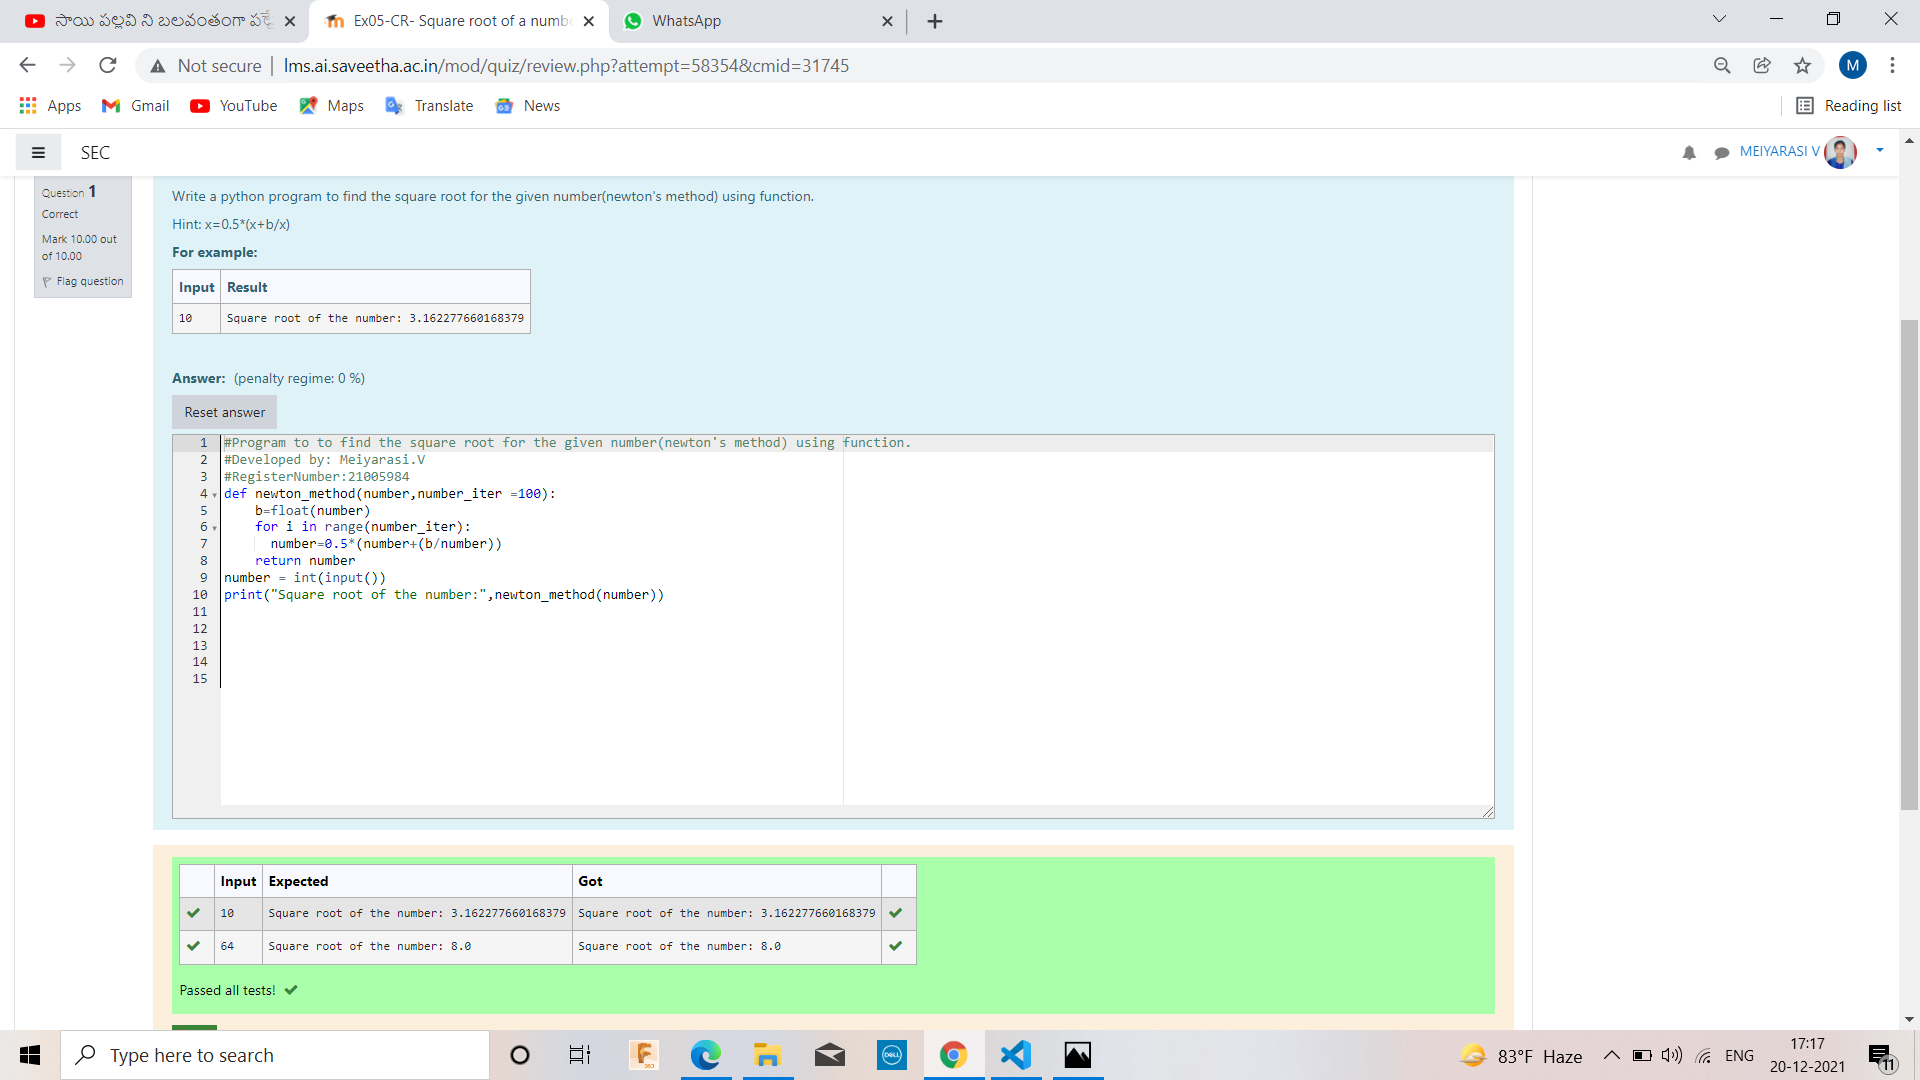 సాయి పల్లవి ని బలవంతంగా
Ex05-CR- Square root of a numb
WhatsApp
Not secure
lms.ai.saveetha.ac.in/mod/quiz/review.php?attempt=58354&cmid=31745
M
Apps
Gmail
YouTube
Maps
Translate
News
Reading list
SEC
MEIYARASI V
Question 1
Correct
Mark 10.00 out
of 10.00
Flag question
Write a python program to find the square root for the given number(newton's method) using function.
Hint: x=0.5*(x+b/x)
For example:
Input Result
10 Square root of the number: 3.162277660168379
Answer: (penalty regime: 0 %)
Reset answer
1 #Program to to find the square root for the given number(newton's method) using function.
2 #Developed by: Meiyarasi.V
3 #RegisterNumber:21005984
4 def newton_method(number,number_iter =100):
5 b=float(number)
6 for i in range(number_iter):
7 number=0.5*(number+(b/number))
8 return number
9 number = int(input())
10 print("Square root of the number:",newton_method(number))
11
12
13
14
15
Input Expected Got
10 Square root of the number: 3.162277660168379 Square root of the number: 3.162277660168379
64 Square root of the number: 8.0 Square root of the number: 8.0
Passed all tests!
Type here to search
DELL
83°F Haze
ENG
17:17
20-12-2021
11